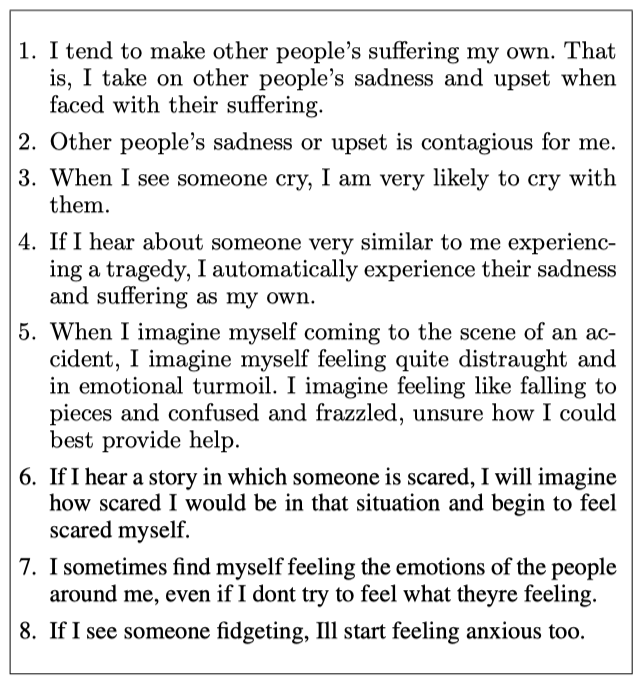 1. I tend to make other people's suffering my own. That
is, I take on other people's sadness and upset when
faced with their suffering.
2. Other people's sadness or upset is contagious for me.
3. When I see someone cry, I am very likely to cry with
them.
4. If I hear about someone very similar to me experienc-
ing a tragedy, I automatically experience their sadness
and suffering as my own.
5. When I imagine myself coming to the scene of an ac-
cident, I imagine myself feeling quite distraught and
in emotional turmoil. I imagine feeling like falling to
pieces and confused and frazzled, unsure how I could
best provide help.
6. If I hear a story in which someone is scared, I will imagine
how scared I would be in that situation and begin to feel
scared myself.
7. I sometimes find myself feeling the emotions of the people
around me, even if I dont try to feel what theyre feeling.
8. If I see someone fidgeting, Ill start feeling anxious too.